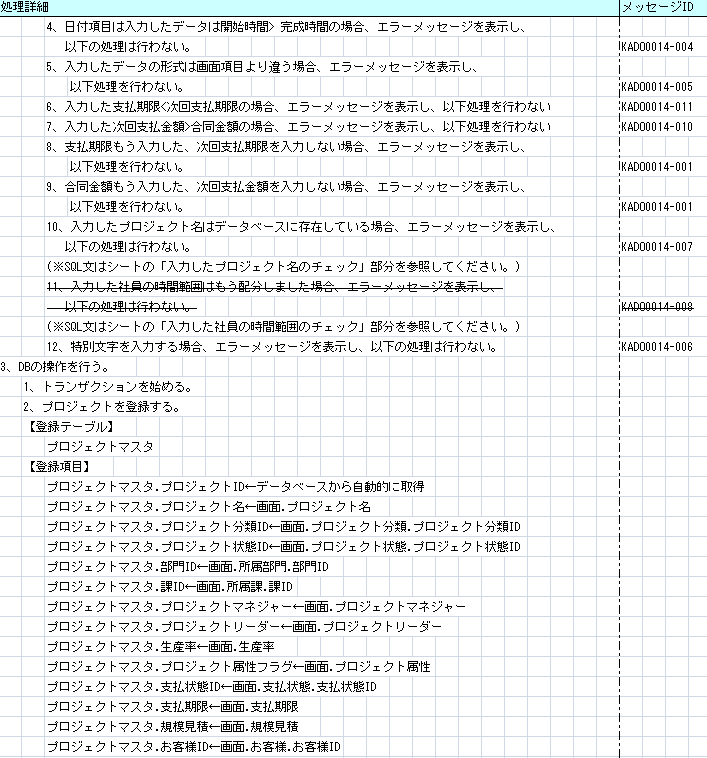 処理詳細 メッセージID
4、日付項目は入力したデータは開始時間> 完成時間の場合、エラーメッセージを表示し、
以下の処理は行わない。 KADO0014-004
5、入力したデータの形式は画面項目より違う場合、エラーメッセージを表示し、
以下処理を行わない。 KADO0014-005
6、入力した支払期限<次回支払期限の場合、エラーメッセージを表示し、以下処理を行わない KADO0014-011
7、入力した次回支払金額>合同金額の場合、エラーメッセージを表示し、以下処理を行わない KADO0014-010
8、支払期限もう入力した、次回支払期限を入力しない場合、エラーメッセージを表示し、
以下処理を行わない。 KADO0014-001
9、合同金額もう入力した、次回支払金額を入力しない場合、エラーメッセージを表示し、
以下処理を行わない。 KADO0014-001
10、入力したプロジェクト名はデータベースに存在している場合、エラーメッセージを表示し、
以下の処理は行わない。 KADO0014-007
(※SQL文はシートの「入力したプロジェクト名のチェック」部分を参照してください。)
11、入力した社員の時間範囲はもう配分しました場合、エラーメッセージを表示し、
以下の処理は行わない。 KADO0014-008
(※SQL文はシートの「入力した社員の時間範囲のチェック」部分を参照してください。)
12、特別文字を入力する場合、エラーメッセージを表示し、以下の処理は行わない。 KADO0014-006
3、DBの操作を行う。
1、トランザクションを始める。
2、プロジェクトを登録する。
【登録テーブル】
プロジェクトマスタ
【登録項目】
プロジェクトマスタ.プロジェクトID←データベースから自動的に取得
プロジェクトマスタ.プロジェクト名←画面.プロジェクト名
プロジェクトマスタ.プロジェクト分類ID←画面.プロジェクト分類.プロジェクト分類ID
プロジェクトマスタ.プロジェクト状態ID←画面.プロジェクト状態.プロジェクト状態ID
プロジェクトマスタ.部門ID←画面.所属部門.部門ID
プロジェクトマスタ.課ID←画面.所属課.課ID
プロジェクトマスタ.プロジェクトマネジャー←画面.プロジェクトマネジャー
プロジェクトマスタ.プロジェクトリーダー←画面.プロジェクトリーダー
プロジェクトマスタ.生産率←画面.生産率
プロジェクトマスタ.プロジェクト属性フラグ←画面.プロジェクト属性
プロジェクトマスタ.支払状態ID←画面.支払状態.支払状態ID
プロジェクトマスタ.支払期限←画面.支払期限
プロジェクトマスタ.規模見積←画面.規模見積
プロジェクトマスタ.お客様ID←画面.お客様.お客様ID